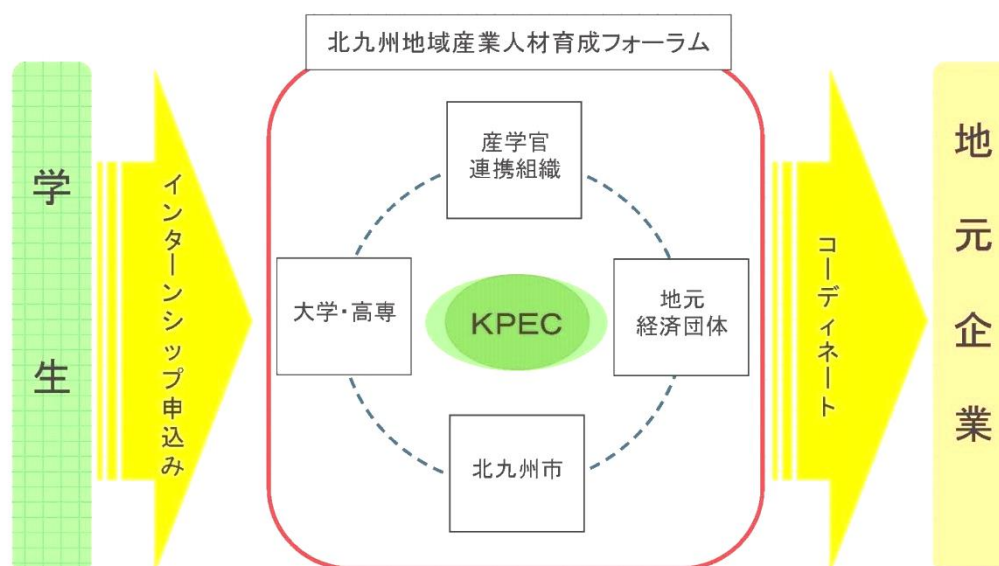 北九州地域産業人材育成フォーラム
学生
インターンシップ申込み
産学官
連携組織
大学・高専
KPEC
地元
経済団体
北九州市
コーディネート
地元企業